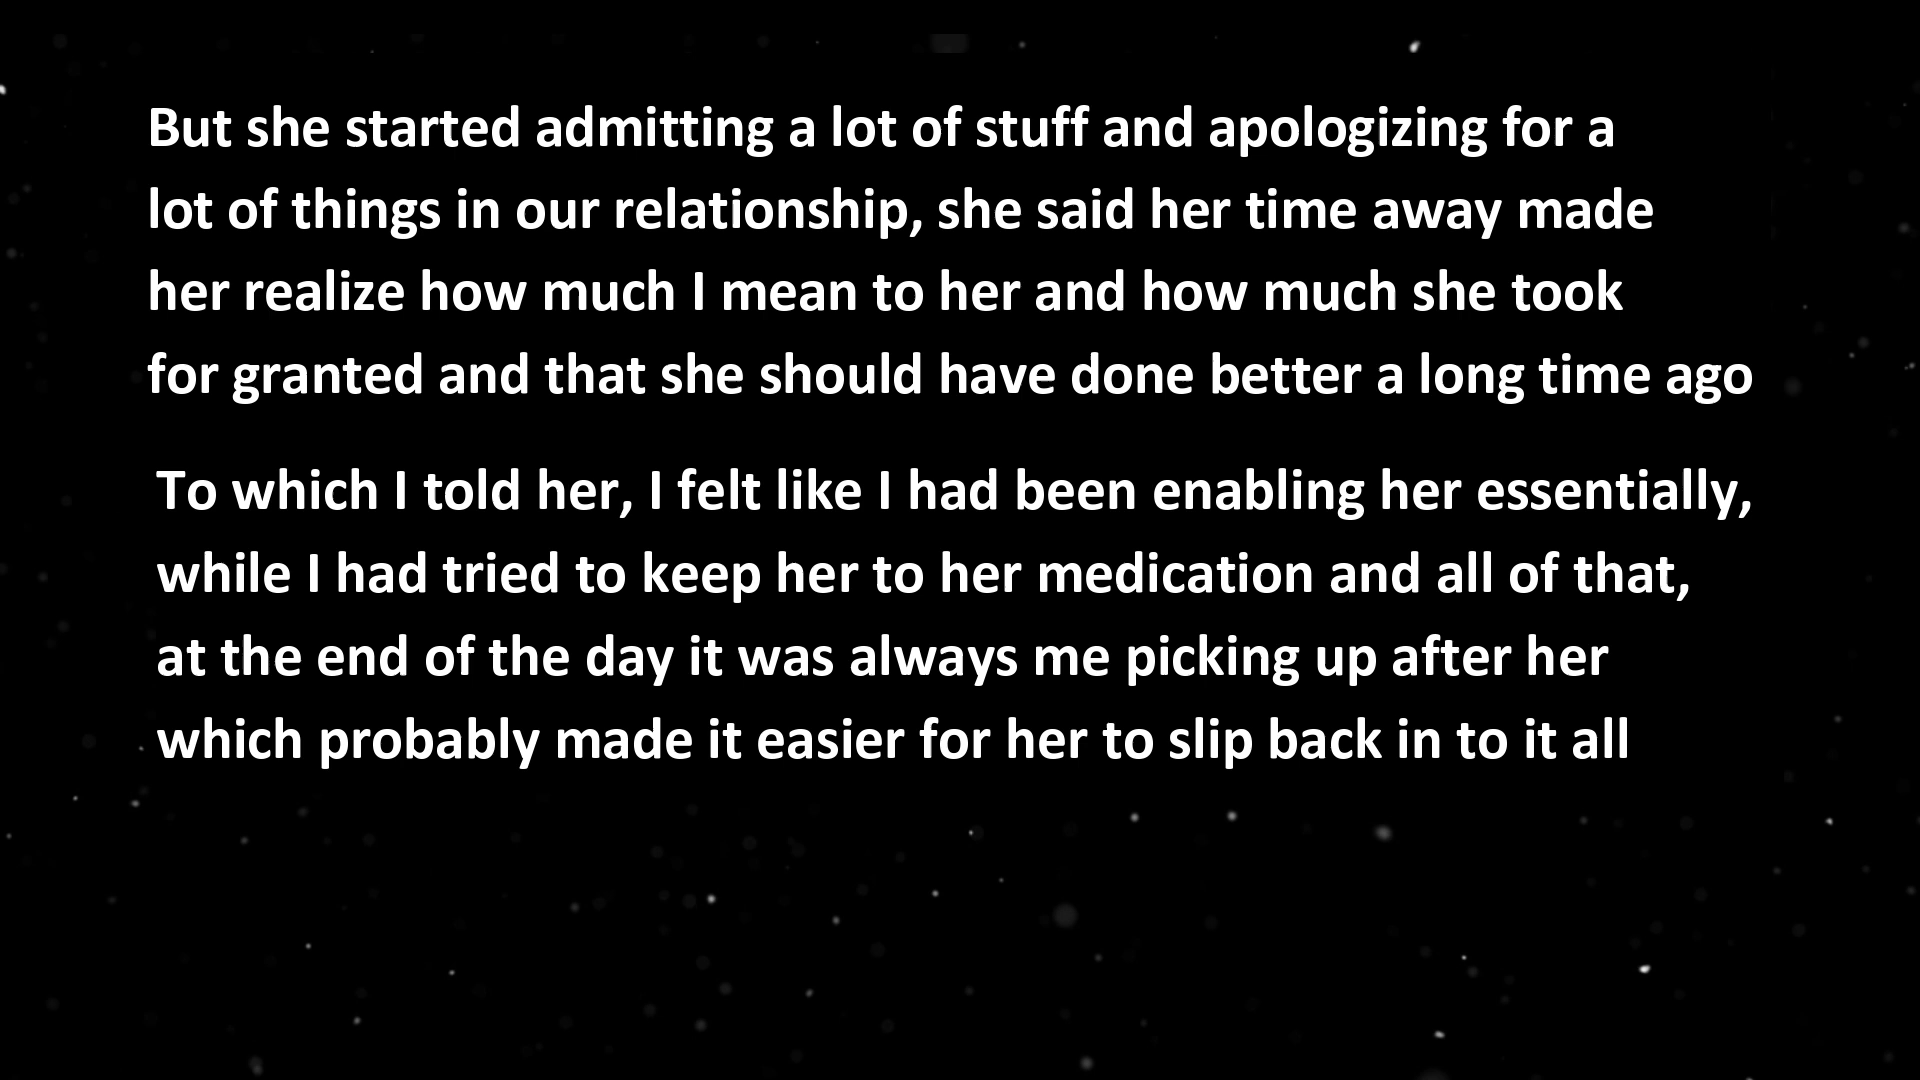 But she started admitting a lot of stuff and apologizing for a
lot of things in our relationship, she said her time away made
her realize how much I mean to her and how much she took
for granted and that she should have done better a long time ago
To which I told her, I felt like I had been enabling her essentially,
while I had tried to keep her to her medication and all of that,
at the end of the day it was always me picking up after her
which probably made it easier for her to slip back in to it all